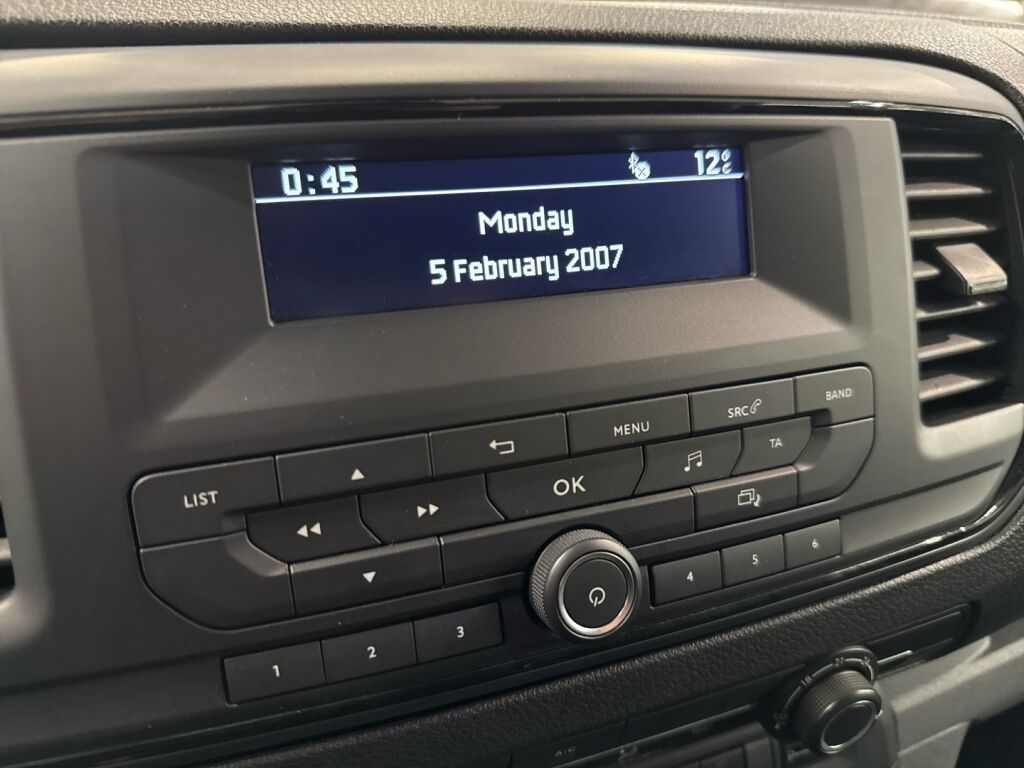 0:45 12°C
Monday
5 February 2007
LIST
MENU
SRC
BAND
OK
TA
1
2
3
4
5
6
18
A/C